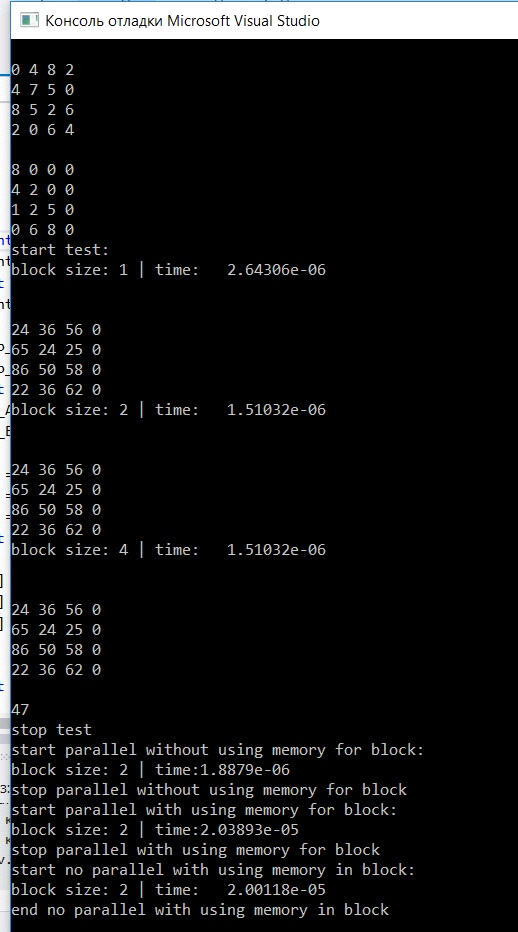 Консоль отладки Microsoft Visual Studio
0 4 8 2
4 7 5 0
8 5 2 6
2 0 6 4
8 0 0 0
4 2 0 0
1 2 5 0
0 6 8 0
start test:
block size: 1 | time:   2.64306e-06
24 36 56 0
65 24 25 0
86 50 58 0
22 36 62 0
block size: 2 | time:   1.51032e-06
24 36 56 0
65 24 25 0
86 50 58 0
22 36 62 0
block size: 4 | time:   1.51032e-06
24 36 56 0
65 24 25 0
86 50 58 0
22 36 62 0
47
stop test
start parallel without using memory for block:
block size: 2 | time:1.8879e-06
stop parallel without using memory for block
start parallel with using memory for block:
block size: 2 | time:2.03893e-05
stop parallel with using memory for block
start no parallel with using memory in block:
block size: 2 | time:   2.00118e-05
end no parallel with using memory in block